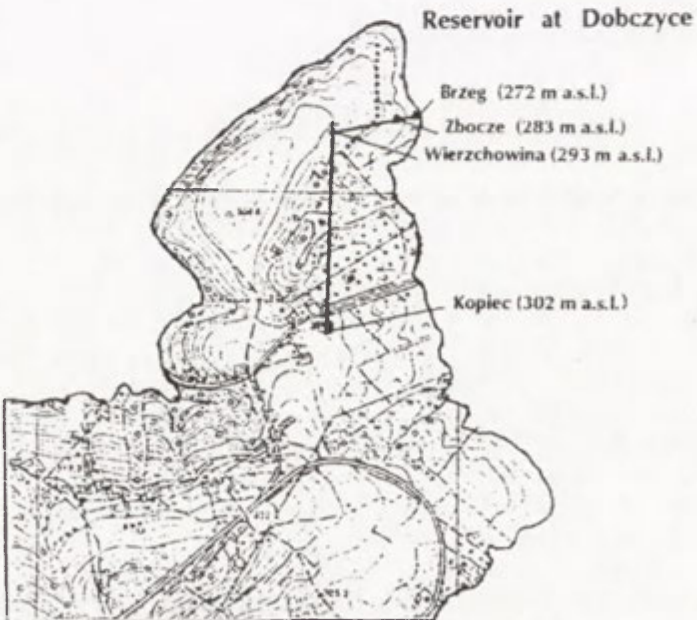 Reservoir at Dobczyce
Brzeg (272 m a.s.l.)
Zbocze (283 m a.s.l.)
Wierzchowina (293 m a.s.l.)
Kopiec (302 m a.s.l.)